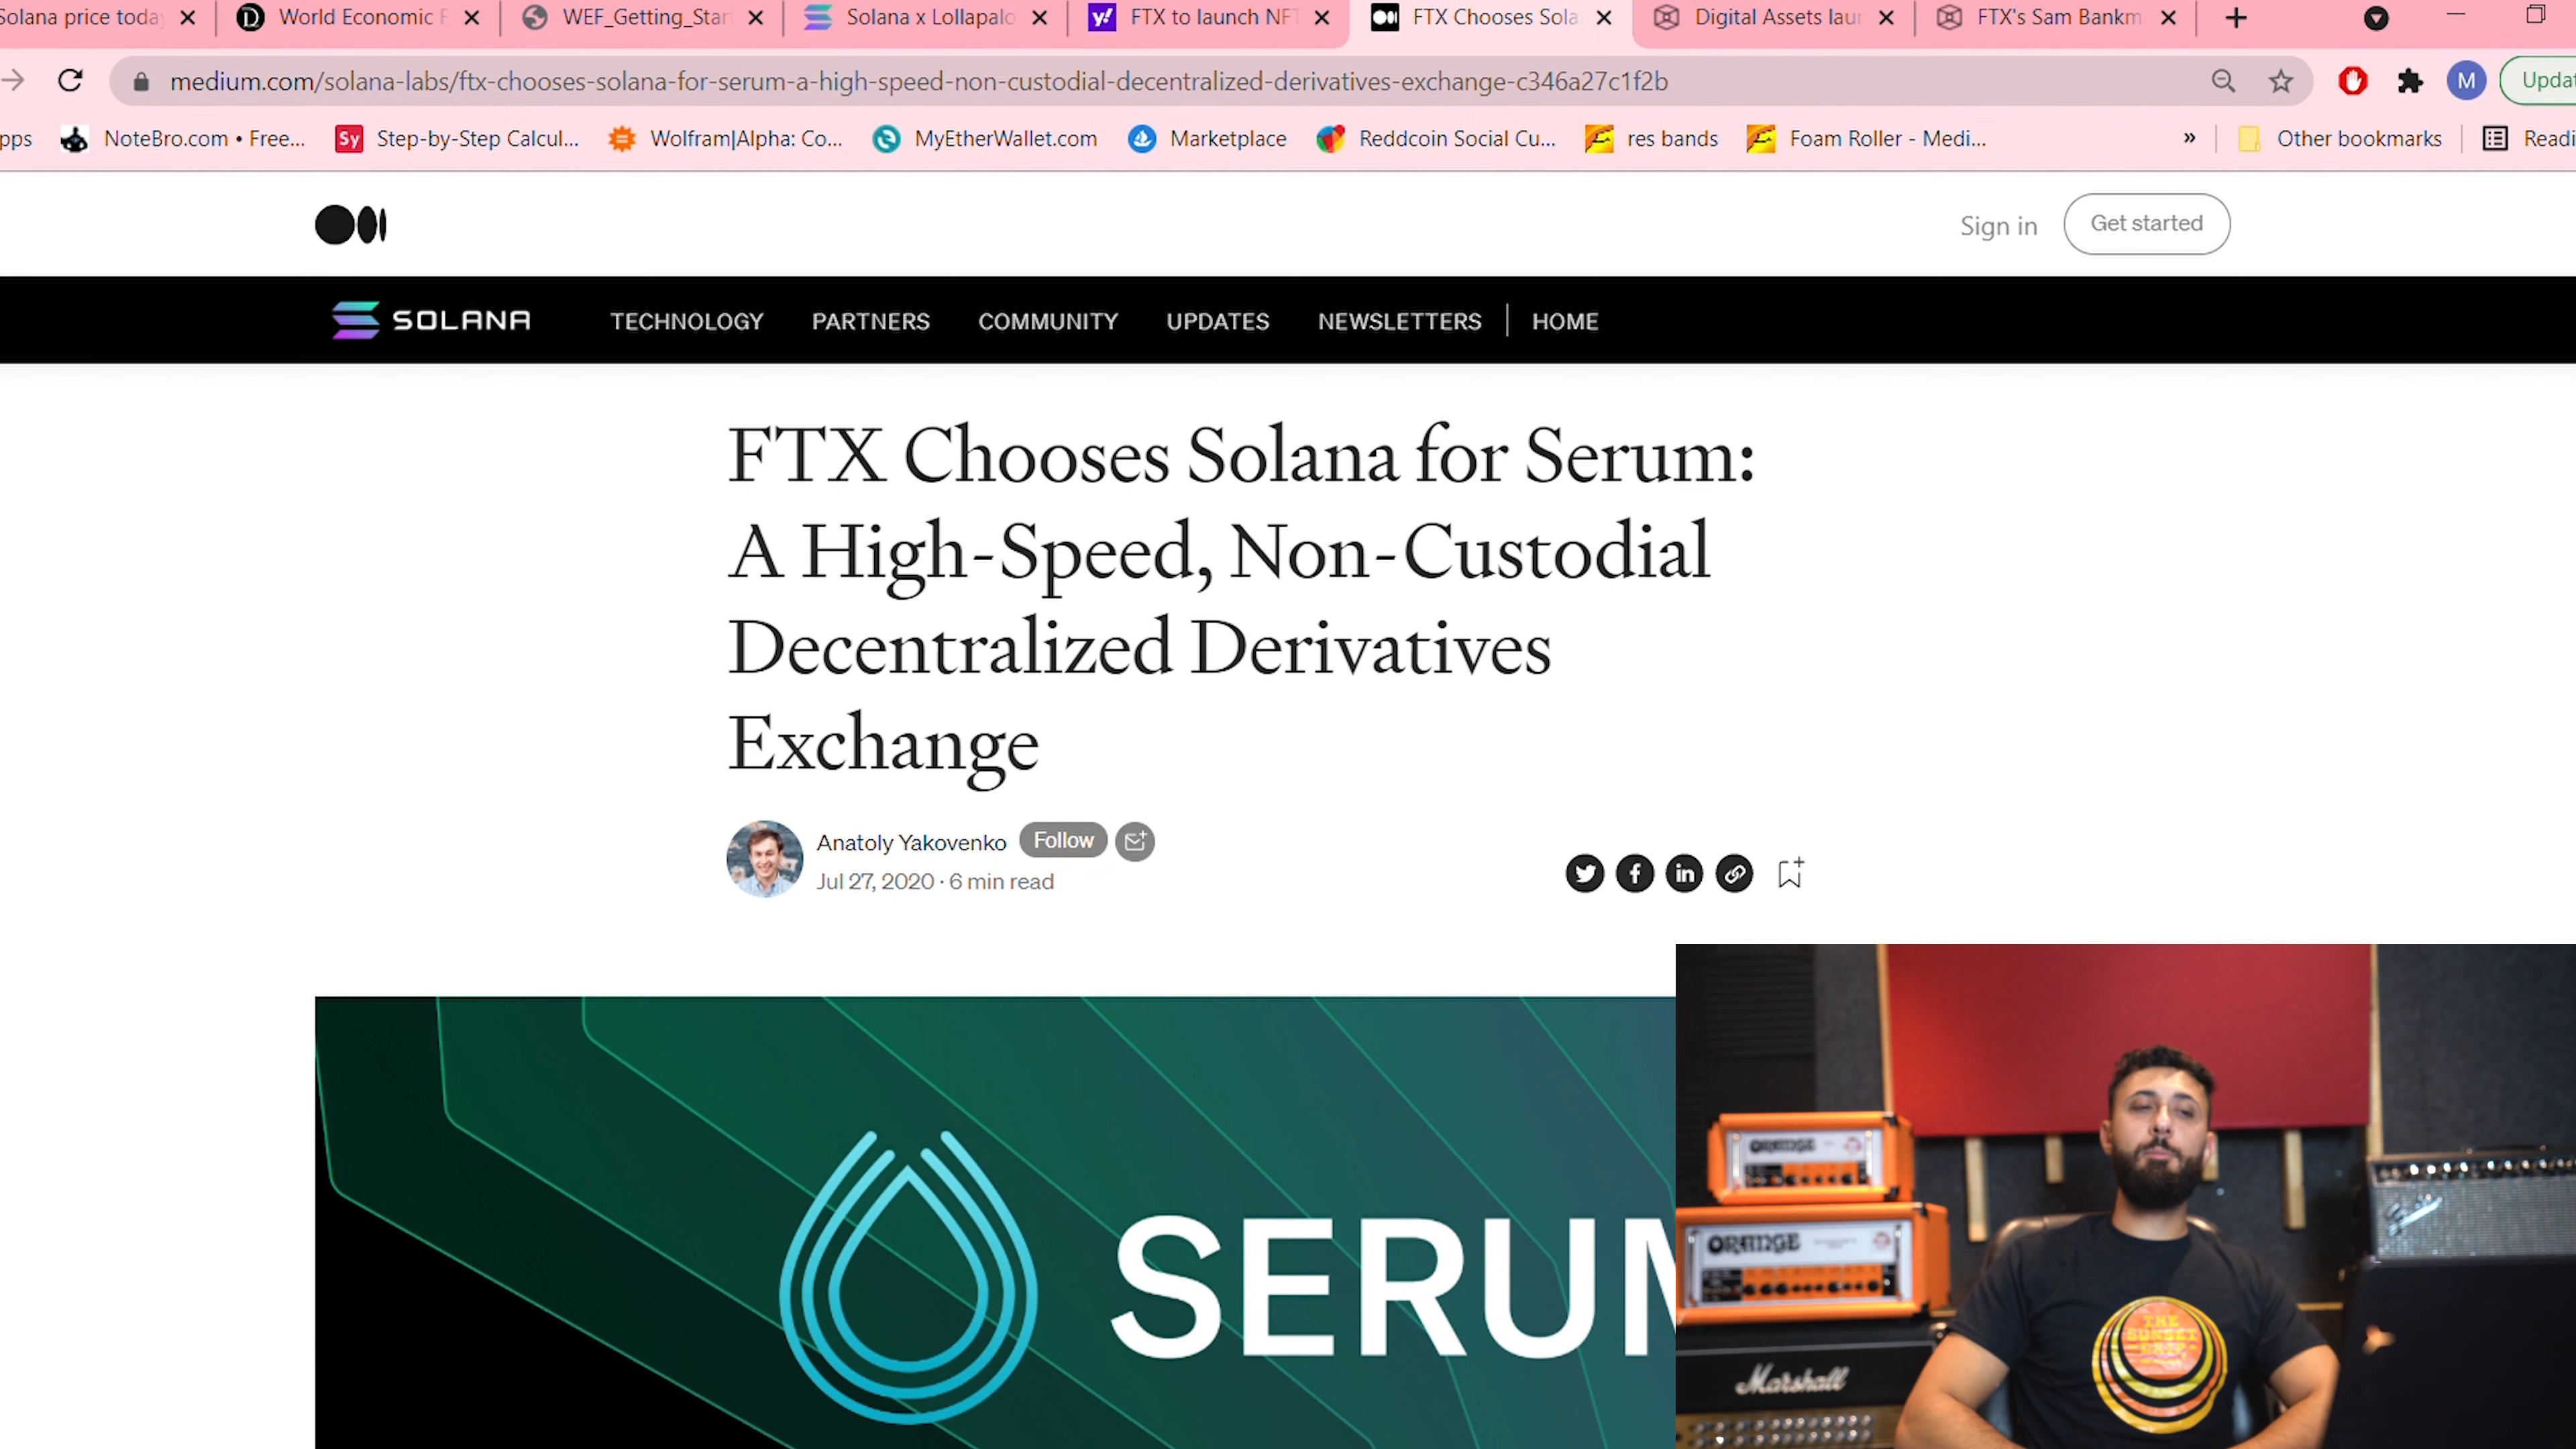 Solana price today
World Economic F
WEF_Getting_Star
Solana x Lollapalo
FTX to launch NFT
FTX Chooses Sola
Digital Assets laun
FTX's Sam Bankm
medium.com/solana-labs/ftx-chooses-solana-for-serum-a-high-speed-non-custodial-decentralized-derivatives-exchange-c346a27c1f2b
M
Updat
pps
NoteBro.com • Free...
Sy
Step-by-Step Calcul...
Wolfram|Alpha: Co...
MyEtherWallet.com
Marketplace
Reddcoin Social Cu...
res bands
Foam Roller - Medi...
»
Other bookmarks
Readi
Sign in
Get started
SOLANA
TECHNOLOGY
PARTNERS
COMMUNITY
UPDATES
NEWSLETTERS
HOME
FTX Chooses Solana for Serum:
A High-Speed, Non-Custodial
Decentralized Derivatives
Exchange
Anatoly Yakovenko
Follow
Jul 27, 2020 · 6 min read
SERUM
ORANGE
ORANGE
Marshall
THE
SUNSET